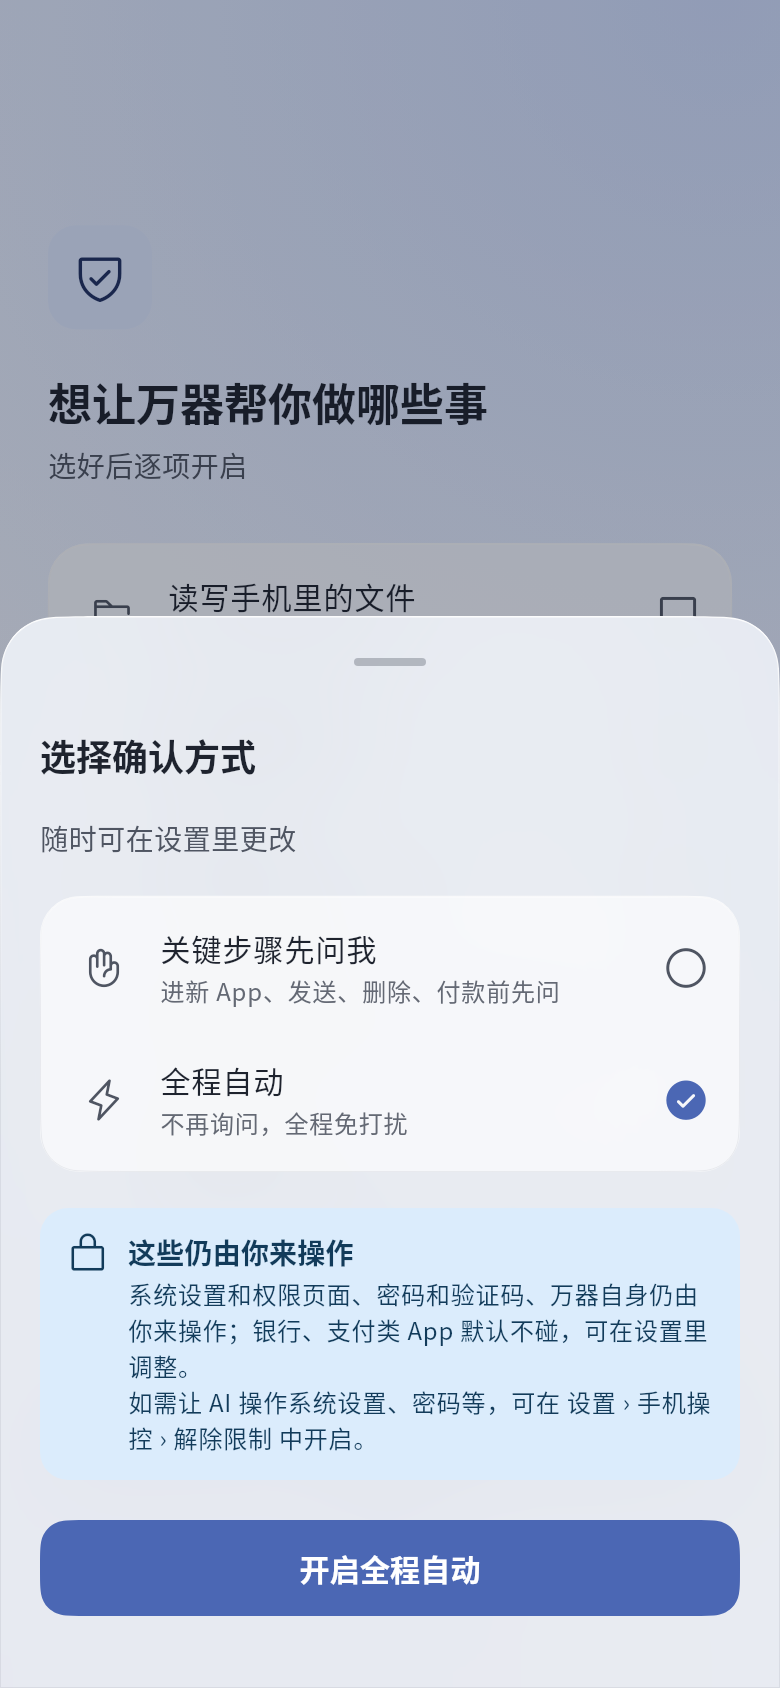 想让万器帮你做哪些事
选好后逐项开启
读写手机里的文件
选择确认方式
随时可在设置里更改
关键步骤先问我
进新 App、发送、删除、付款前先问
全程自动
不再询问，全程免打扰
这些仍由你来操作
系统设置和权限页面、密码和验证码、万器自身仍由
你来操作；银行、支付类 App 默认不碰，可在设置里
调整。
如需让 AI 操作系统设置、密码等，可在 设置 › 手机操
控 › 解除限制 中开启。
开启全程自动